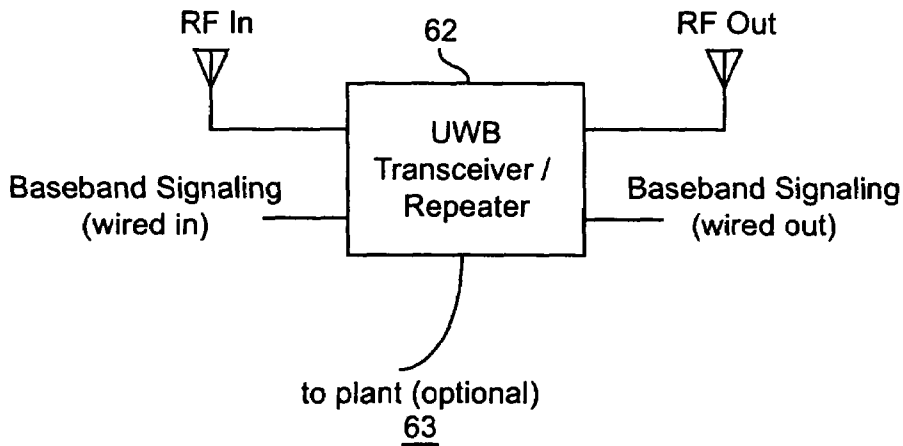 RF In
62
RF Out
UWB
Transceiver /
Repeater
Baseband Signaling
(wired in)
Baseband Signaling
(wired out)
to plant (optional)
63